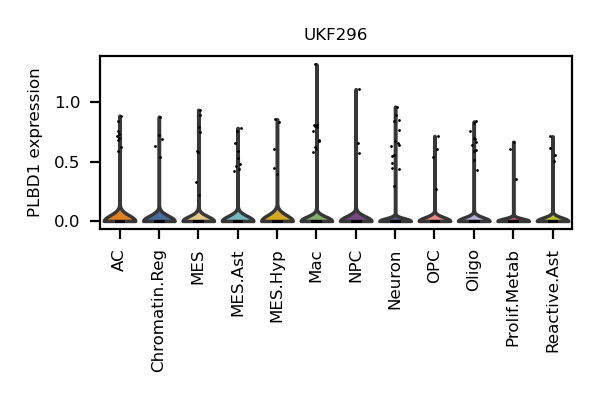 UKF296
PLBD1 expression
1.0
0.5
0.0
AC
Chromatin.Reg
MES
MES.Ast
MES.Hyp
Mac
NPC
Neuron
OPC
Oligo
Prolif.Metab
Reactive.Ast